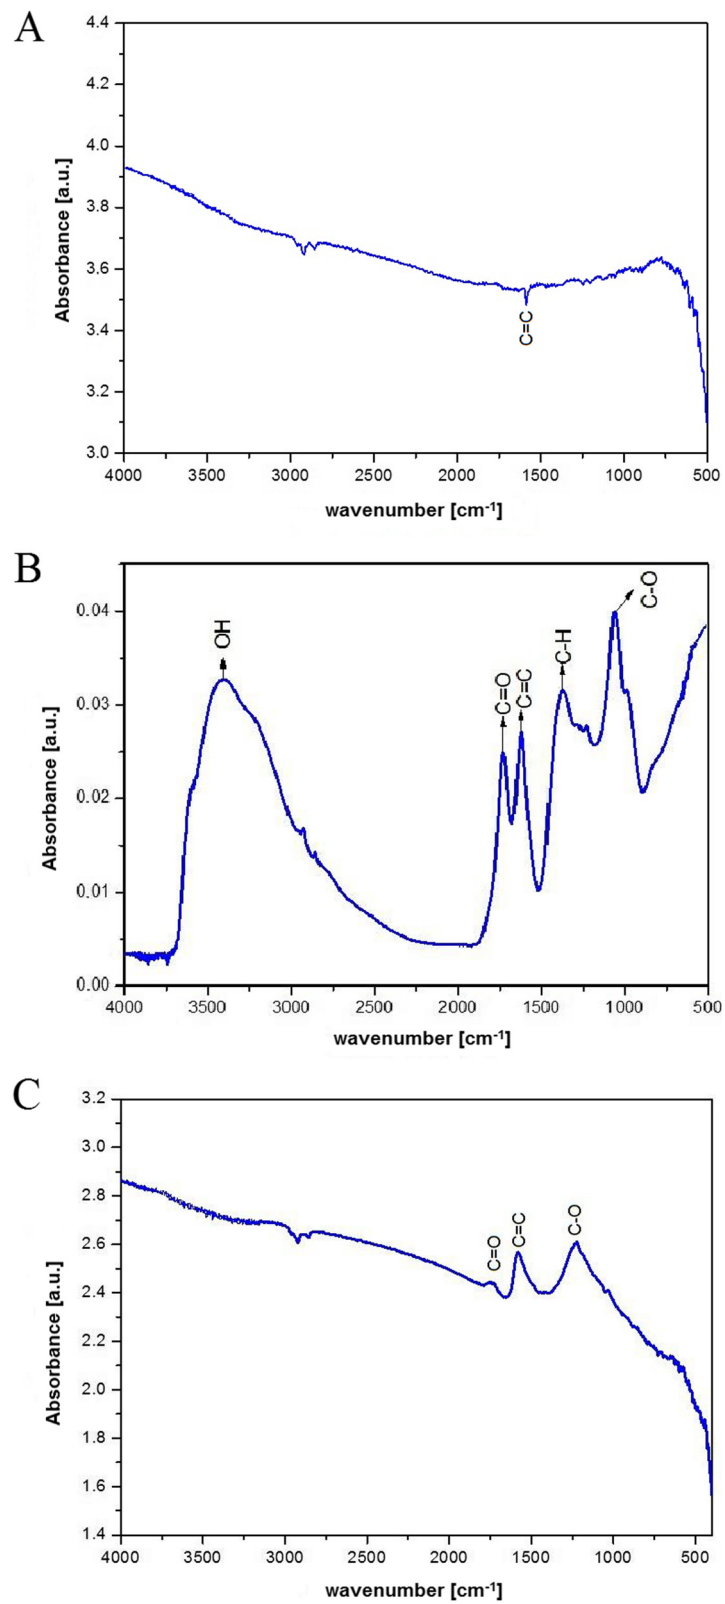 A
4.4
4.2
4.0
3.8
3.6
3.4
3.2
3.0
Absorbance [a.u.]
C=C
4000 3500 3000 2500 2000 1500 1000 500
wavenumber [cm-1]
B
0.04
0.03
0.02
0.01
0.00
Absorbance [a.u.]
OH
C=O
C=C
C-H
C-O
4000 3500 3000 2500 2000 1500 1000 500
wavenumber [cm-1]
C
3.2
3.0
2.8
2.6
2.4
2.2
2.0
1.8
1.6
1.4
Absorbance [a.u.]
C=O
C=C
C-O
4000 3500 3000 2500 2000 1500 1000 500
wavenumber [cm-1]